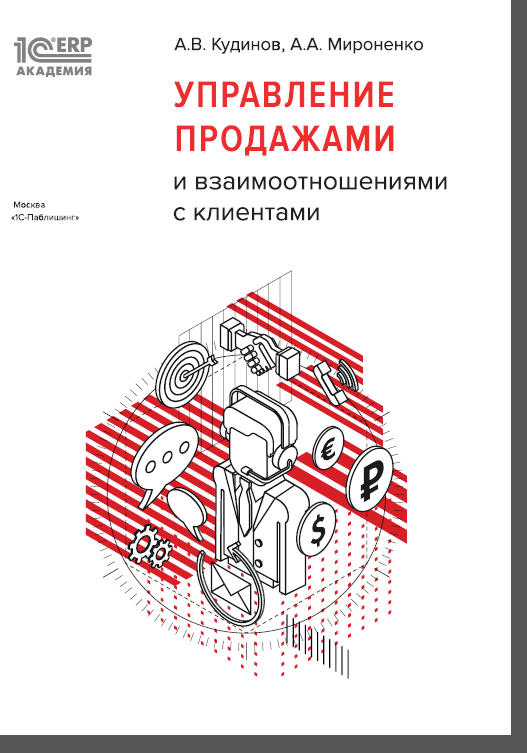 1С® ERP
АКАДЕМИЯ
А.В. Кудинов, А.А. Мироненко
УПРАВЛЕНИЕ
ПРОДАЖАМИ
и взаимоотношениями
с клиентами
Москва
«1С-Паблишинг»
€
₽
$